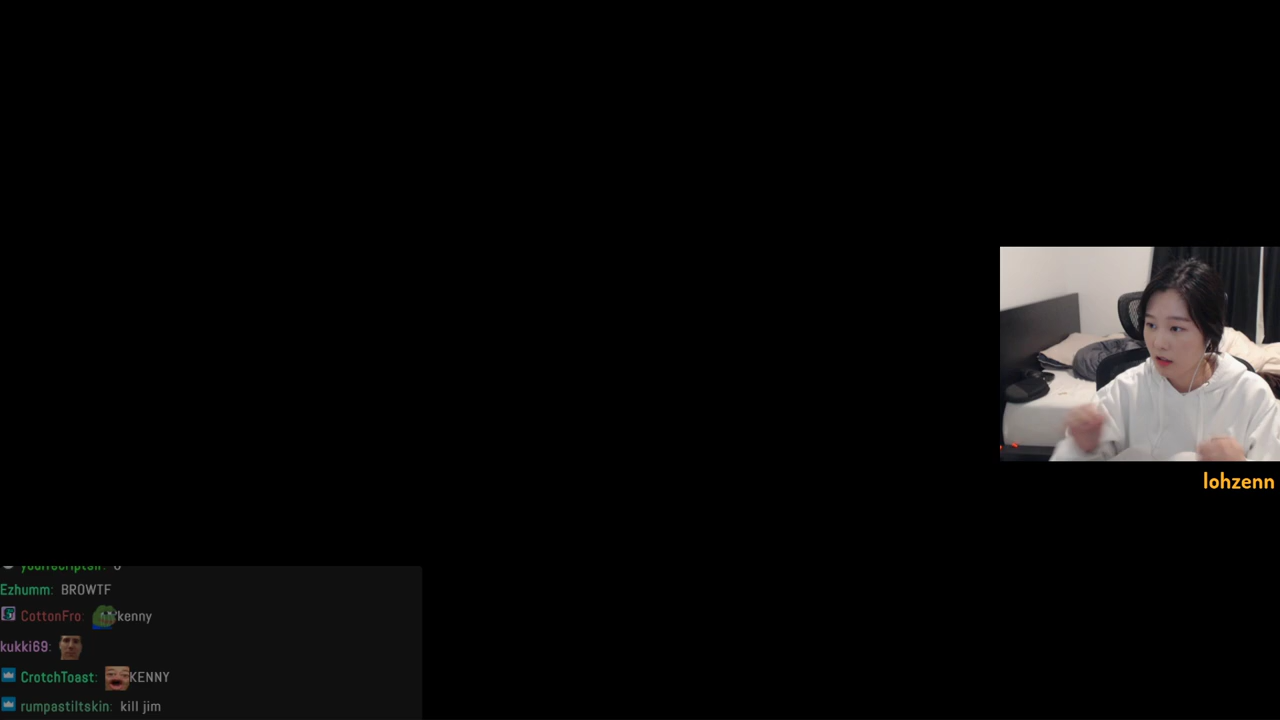 lohzenn
Ezhumm: BROWTF
CottonFro: kenny
kukki69:
CrotchToast: KENNY
rumpastiltskin: kill jim